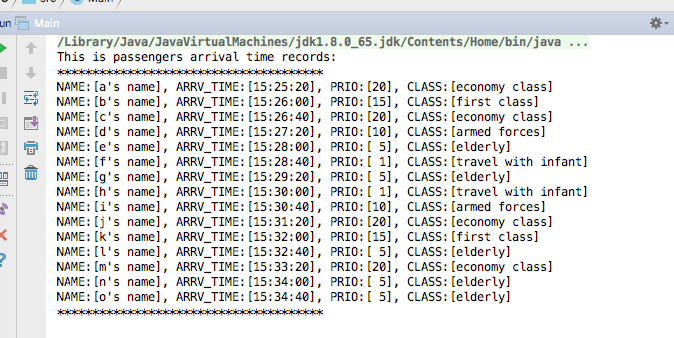 src Main
un Main
/Library/Java/JavaVirtualMachines/jdk1.8.0_65.jdk/Contents/Home/bin/java ...
This is passengers arrival time records:
*************************************
NAME:[a's name], ARRV_TIME:[15:25:20], PRIO:[20], CLASS:[economy class]
NAME:[b's name], ARRV_TIME:[15:26:00], PRIO:[15], CLASS:[first class]
NAME:[c's name], ARRV_TIME:[15:26:40], PRIO:[20], CLASS:[economy class]
NAME:[d's name], ARRV_TIME:[15:27:20], PRIO:[10], CLASS:[armed forces]
NAME:[e's name], ARRV_TIME:[15:28:00], PRIO:[ 5], CLASS:[elderly]
NAME:[f's name], ARRV_TIME:[15:28:40], PRIO:[ 1], CLASS:[travel with infant]
NAME:[g's name], ARRV_TIME:[15:29:20], PRIO:[ 5], CLASS:[elderly]
NAME:[h's name], ARRV_TIME:[15:30:00], PRIO:[ 1], CLASS:[travel with infant]
NAME:[i's name], ARRV_TIME:[15:30:40], PRIO:[10], CLASS:[armed forces]
NAME:[j's name], ARRV_TIME:[15:31:20], PRIO:[20], CLASS:[economy class]
NAME:[k's name], ARRV_TIME:[15:32:00], PRIO:[15], CLASS:[first class]
NAME:[l's name], ARRV_TIME:[15:32:40], PRIO:[ 5], CLASS:[elderly]
NAME:[m's name], ARRV_TIME:[15:33:20], PRIO:[20], CLASS:[economy class]
NAME:[n's name], ARRV_TIME:[15:34:00], PRIO:[ 5], CLASS:[elderly]
NAME:[o's name], ARRV_TIME:[15:34:40], PRIO:[ 5], CLASS:[elderly]
*************************************